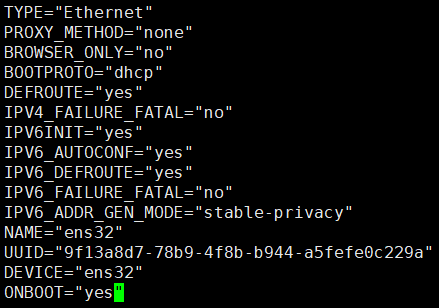 TYPE="Ethernet"
PROXY_METHOD="none"
BROWSER_ONLY="no"
BOOTPROTO="dhcp"
DEFROUTE="yes"
IPV4_FAILURE_FATAL="no"
IPV6INIT="yes"
IPV6_AUTOCONF="yes"
IPV6_DEFROUTE="yes"
IPV6_FAILURE_FATAL="no"
IPV6_ADDR_GEN_MODE="stable-privacy"
NAME="ens32"
UUID="9f13a8d7-78b9-4f8b-b944-a5fefe0c229a"
DEVICE="ens32"
ONBOOT="yes"